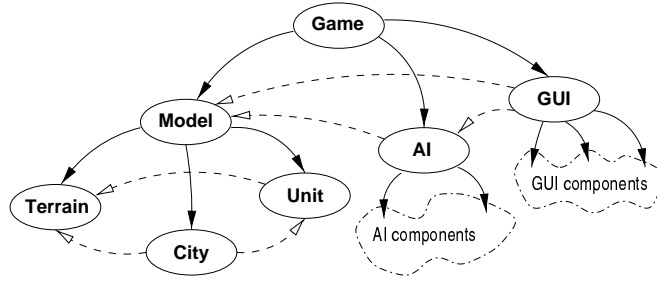 Game
GUI
Model
AI
GUI components
Unit
Terrain
AI components
City